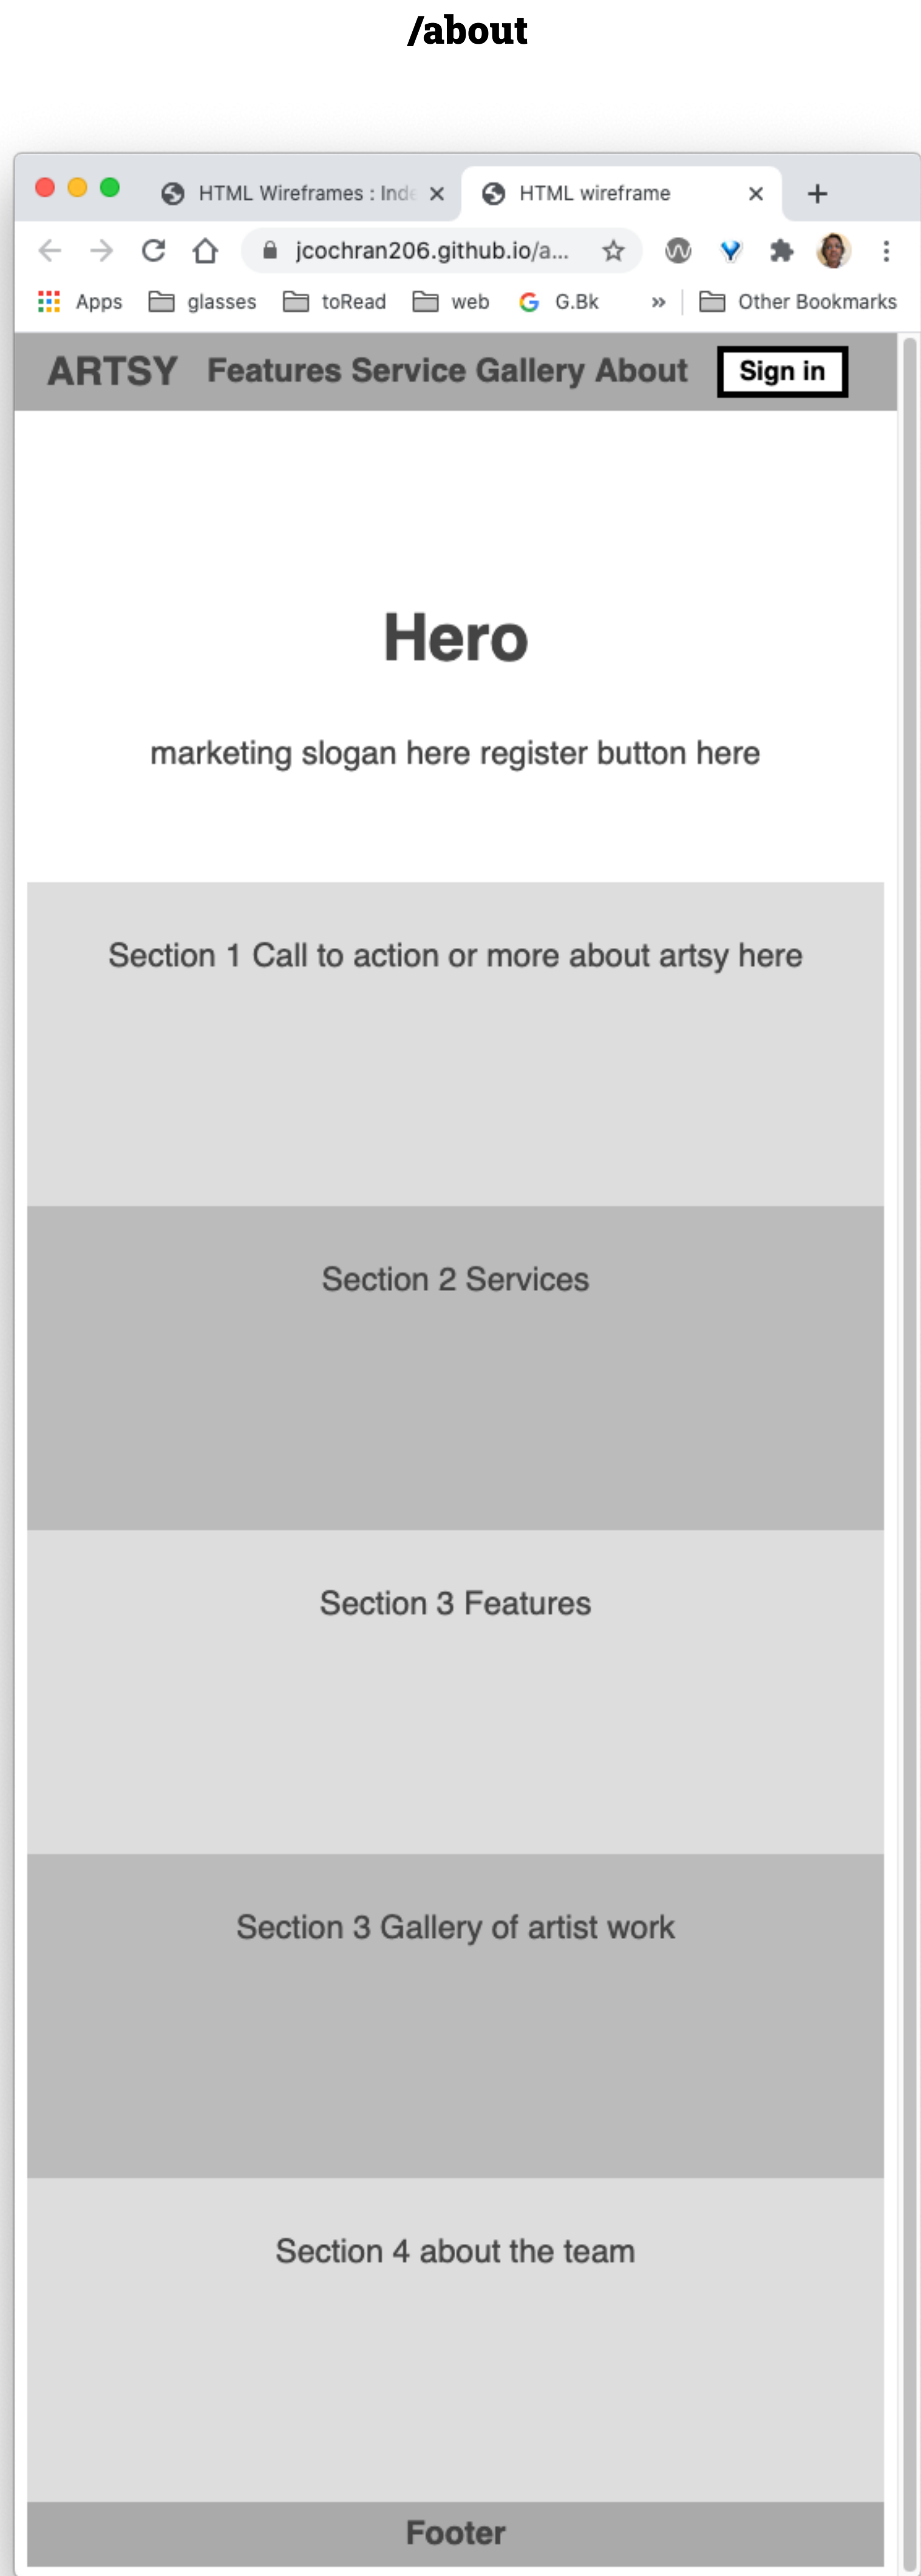 /about
HTML Wireframes : Inde
HTML wireframe
jcochran206.github.io/a...
Apps glasses toRead web G.Bk » Other Bookmarks
ARTSY Features Service Gallery About Sign in
Hero
marketing slogan here register button here
Section 1 Call to action or more about artsy here
Section 2 Services
Section 3 Features
Section 3 Gallery of artist work
Section 4 about the team
Footer